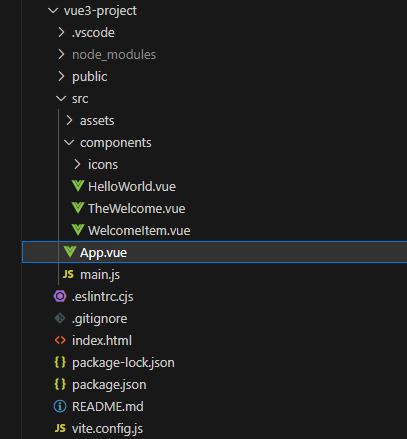 vue3-project
.vscode
node_modules
public
src
assets
components
icons
HelloWorld.vue
TheWelcome.vue
WelcomeItem.vue
App.vue
JS main.js
.eslintrc.cjs
.gitignore
index.html
package-lock.json
package.json
README.md
JS vite.config.js